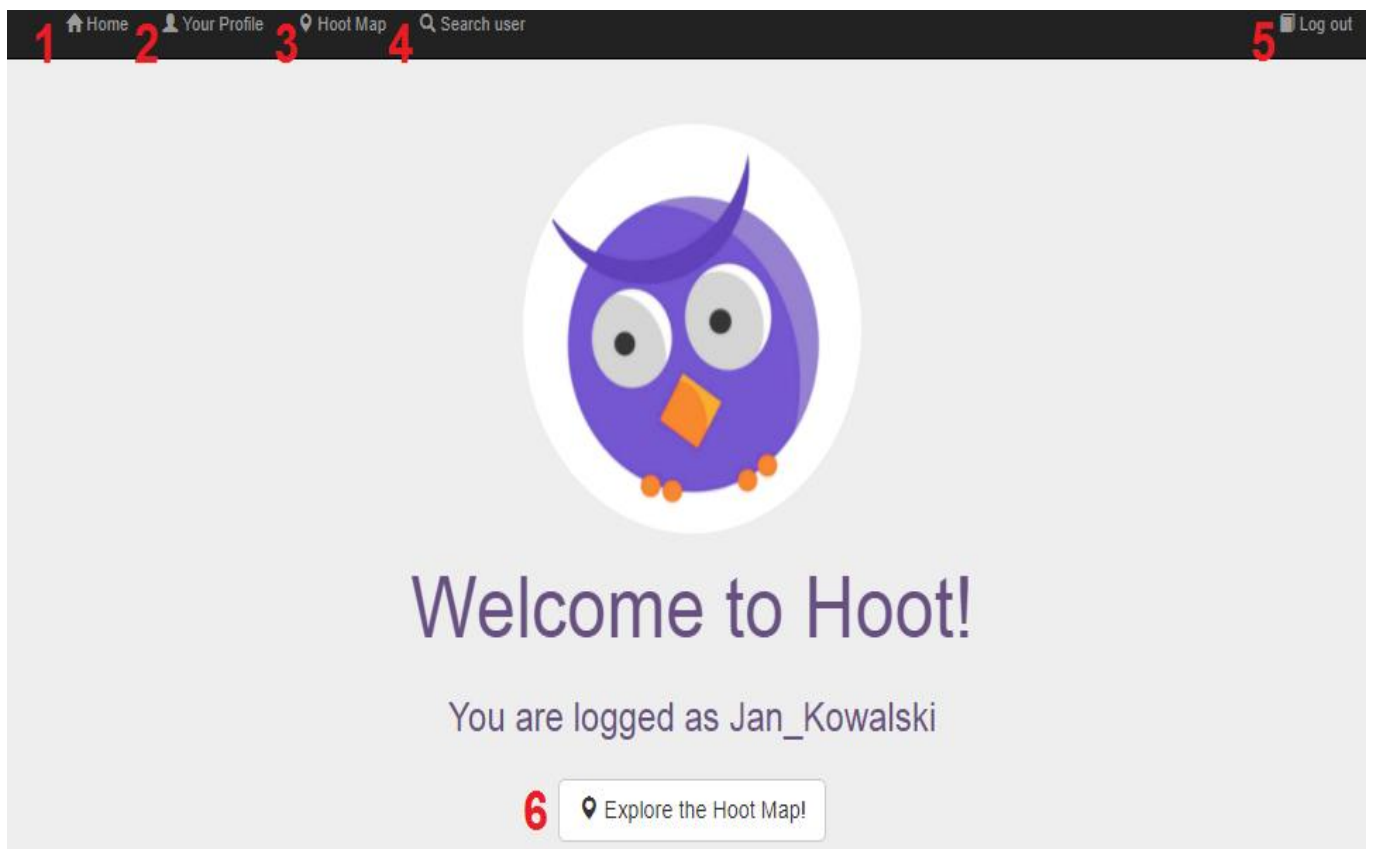 1 Home 2 Your Profile 3 Hoot Map 4 Search user 5 Log out
Welcome to Hoot!
You are logged as Jan_Kowalski
6 Explore the Hoot Map!